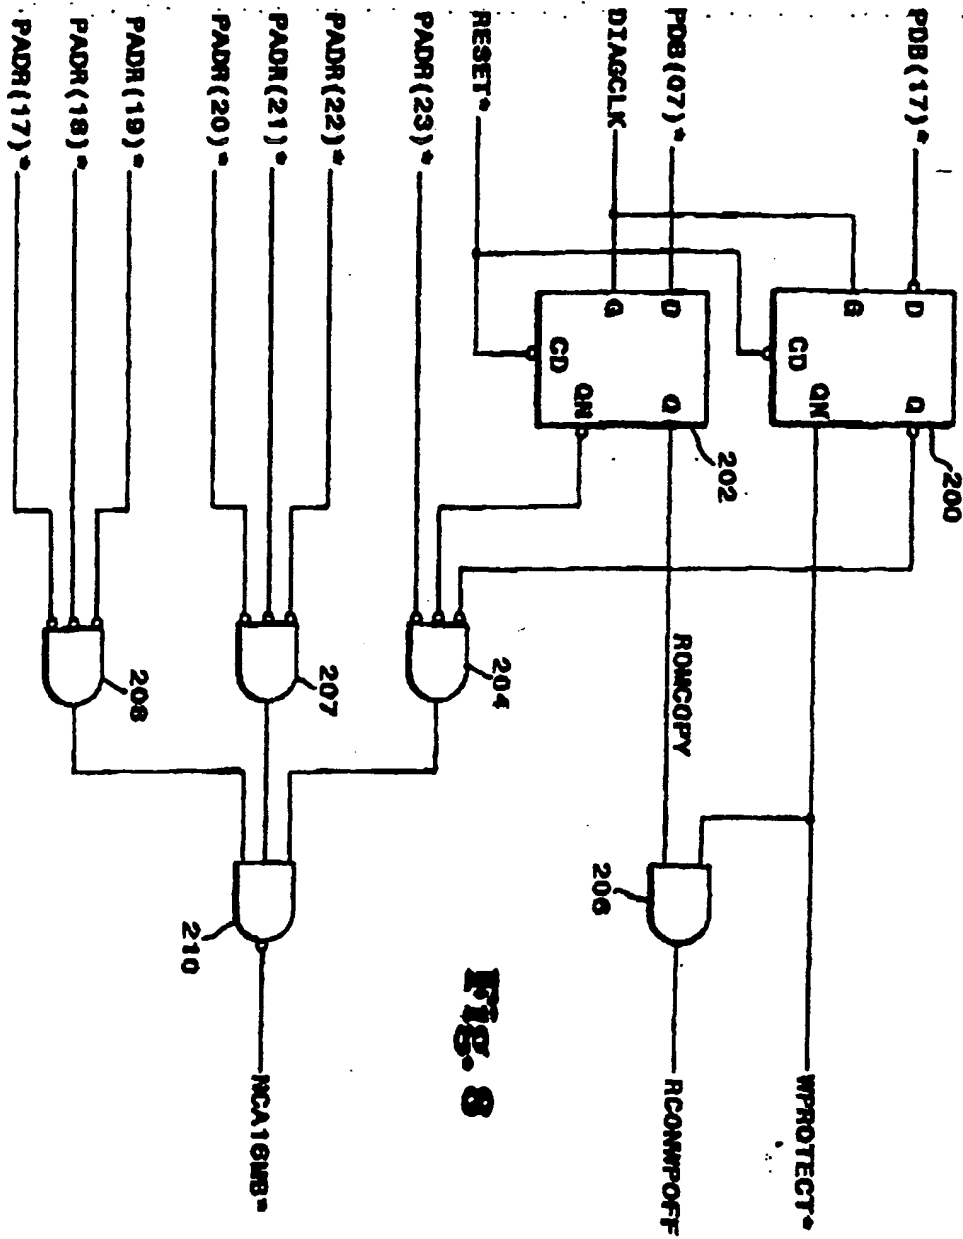 PDB(17)*
D
Q
200
G
QN
CD
WPROTECT*
PDB(07)*
D
Q
202
DIAGCLK
G
QN
CD
ROMCOPY
206
RCONWPOFF
RESET*
Fig. 8
PADR(23)*
204
PADR(22)*
PADR(21)*
PADR(20)*
207
NCA16MB*
210
PADR(19)*
PADR(18)*
PADR(17)*
208